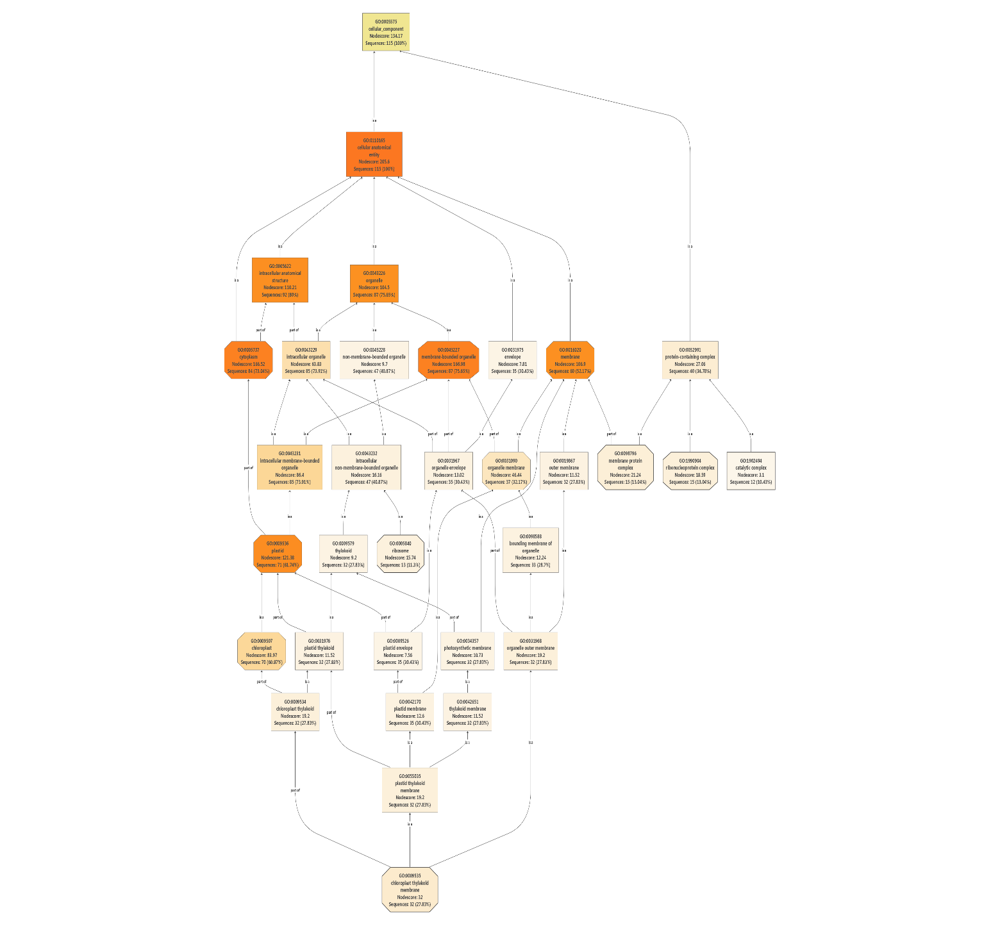 GO:0005575
cellular_component
Nodescore: 134.17
Sequences: 115 (100%)
is a
GO:0110165
cellular anatomical
entity
Nodescore: 205.6
Sequences: 115 (100%)
is a
is a
is a
is a
is a
is a
GO:0005622
intracellular anatomical
structure
Nodescore: 110.21
Sequences: 92 (80%)
GO:0043226
organelle
Nodescore: 104.5
Sequences: 87 (75.65%)
part of
part of
is a
is a
is a
GO:0005737
cytoplasm
Nodescore: 166.52
Sequences: 84 (73.04%)
GO:0043229
intracellular organelle
Nodescore: 63.83
Sequences: 85 (73.91%)
GO:0043228
non-membrane-bounded organelle
Nodescore: 9.7
Sequences: 47 (40.87%)
GO:0043227
membrane-bounded organelle
Nodescore: 166.98
Sequences: 87 (75.65%)
GO:0031975
envelope
Nodescore: 7.81
Sequences: 35 (30.43%)
GO:0016020
membrane
Nodescore: 106.9
Sequences: 60 (52.17%)
GO:0032991
protein-containing complex
Nodescore: 27.06
Sequences: 40 (34.78%)
is a
is a
is a
is a
part of
part of
is a
part of
is a
is a
part of
is a
is a
is a
GO:0043231
intracellular membrane-bounded
organelle
Nodescore: 86.4
Sequences: 85 (73.91%)
GO:0043232
intracellular
non-membrane-bounded organelle
Nodescore: 16.16
Sequences: 47 (40.87%)
GO:0031967
organelle envelope
Nodescore: 13.02
Sequences: 35 (30.43%)
GO:0031090
organelle membrane
Nodescore: 46.44
Sequences: 37 (32.17%)
GO:0019867
outer membrane
Nodescore: 11.52
Sequences: 32 (27.83%)
GO:0098796
membrane protein
complex
Nodescore: 21.24
Sequences: 15 (13.04%)
GO:1990904
ribonucleoprotein complex
Nodescore: 18.59
Sequences: 15 (13.04%)
GO:1902494
catalytic complex
Nodescore: 3.1
Sequences: 12 (10.43%)
part of
is a
is a
is a
is a
is a
GO:0009536
plastid
Nodescore: 121.38
Sequences: 71 (61.74%)
GO:0009579
thylakoid
Nodescore: 9.2
Sequences: 32 (27.83%)
GO:0005840
ribosome
Nodescore: 15.74
Sequences: 13 (11.3%)
is a
GO:0098588
bounding membrane of
organelle
Nodescore: 12.24
Sequences: 33 (28.7%)
part of
is a
is a
part of
is a
part of
is a
part of
is a
GO:0009507
chloroplast
Nodescore: 83.97
Sequences: 70 (60.87%)
GO:0031976
plastid thylakoid
Nodescore: 11.52
Sequences: 32 (27.83%)
GO:0009526
plastid envelope
Nodescore: 7.56
Sequences: 35 (30.43%)
GO:0034357
photosynthetic membrane
Nodescore: 10.73
Sequences: 32 (27.83%)
GO:0031968
organelle outer membrane
Nodescore: 19.2
Sequences: 32 (27.83%)
part of
is a
part of
is a
GO:0009534
chloroplast thylakoid
Nodescore: 19.2
Sequences: 32 (27.83%)
part of
GO:0042170
plastid membrane
Nodescore: 12.6
Sequences: 35 (30.43%)
GO:0042651
thylakoid membrane
Nodescore: 11.52
Sequences: 32 (27.83%)
is a
is a
is a
GO:0055035
plastid thylakoid
membrane
Nodescore: 19.2
Sequences: 32 (27.83%)
part of
is a
GO:0009535
chloroplast thylakoid
membrane
Nodescore: 32
Sequences: 32 (27.83%)